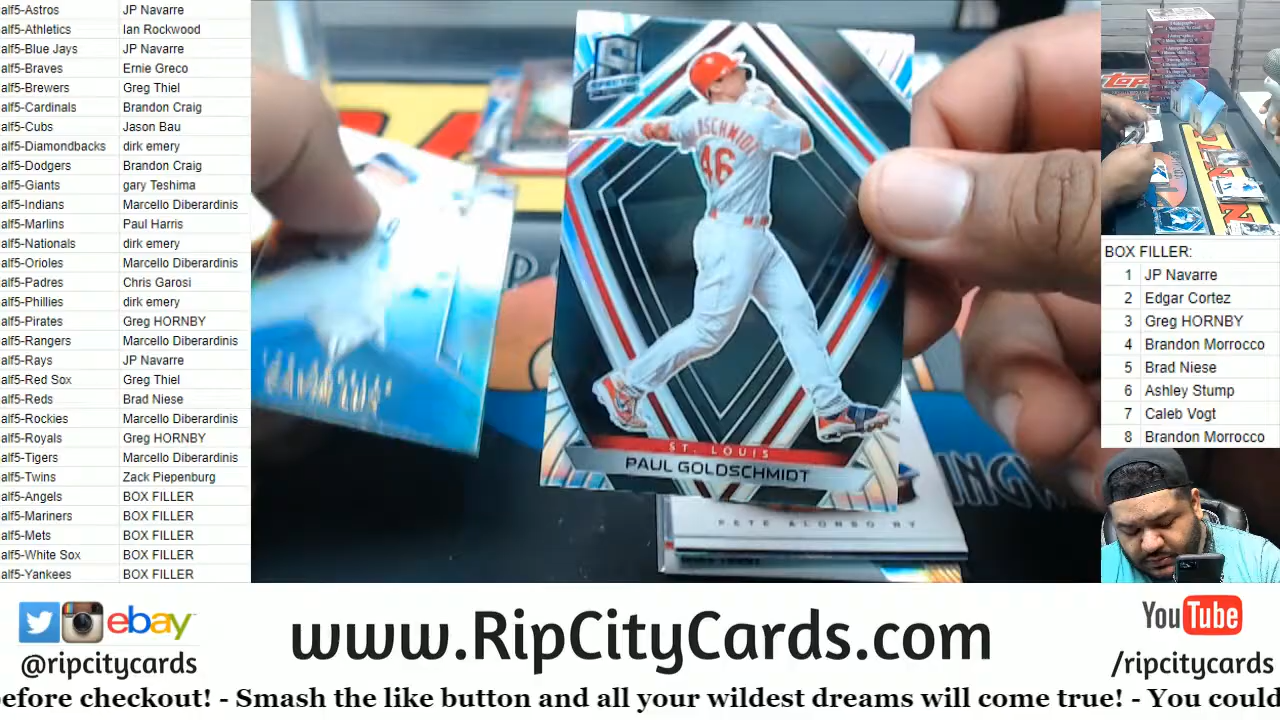 alf5-Astros JP Navarre
alf5-Athletics Ian Rockwood
alf5-Blue Jays JP Navarre
alf5-Braves Ernie Greco
alf5-Brewers Greg Thiel
alf5-Cardinals Brandon Craig
alf5-Cubs Jason Bau
alf5-Diamondbacks dirk emery
alf5-Dodgers Brandon Craig
alf5-Giants gary Teshima
alf5-Indians Marcello Diberardinis
alf5-Marlins Paul Harris
alf5-Nationals dirk emery
alf5-Orioles Marcello Diberardinis
alf5-Padres Chris Garosi
alf5-Phillies dirk emery
alf5-Pirates Greg HORNBY
alf5-Rangers Marcello Diberardinis
alf5-Rays JP Navarre
alf5-Red Sox Greg Thiel
alf5-Reds Brad Niese
alf5-Rockies Marcello Diberardinis
alf5-Royals Greg HORNBY
alf5-Tigers Marcello Diberardinis
alf5-Twins Zack Piepenburg
alf5-Angels BOX FILLER
alf5-Mariners BOX FILLER
alf5-Mets BOX FILLER
alf5-White Sox BOX FILLER
alf5-Yankees BOX FILLER
46
ST. LOUIS
PAUL GOLDSCHMIDT
PETE ALONSO
Topps
BOX FILLER:
1 JP Navarre
2 Edgar Cortez
3 Greg HORNBY
4 Brandon Morrocco
5 Brad Niese
6 Ashley Stump
7 Caleb Vogt
8 Brandon Morrocco
ebay
@ripcitycards
www.RipCityCards.com
YouTube
/ripcitycards
before checkout! - Smash the like button and all your wildest dreams will come true! - You could